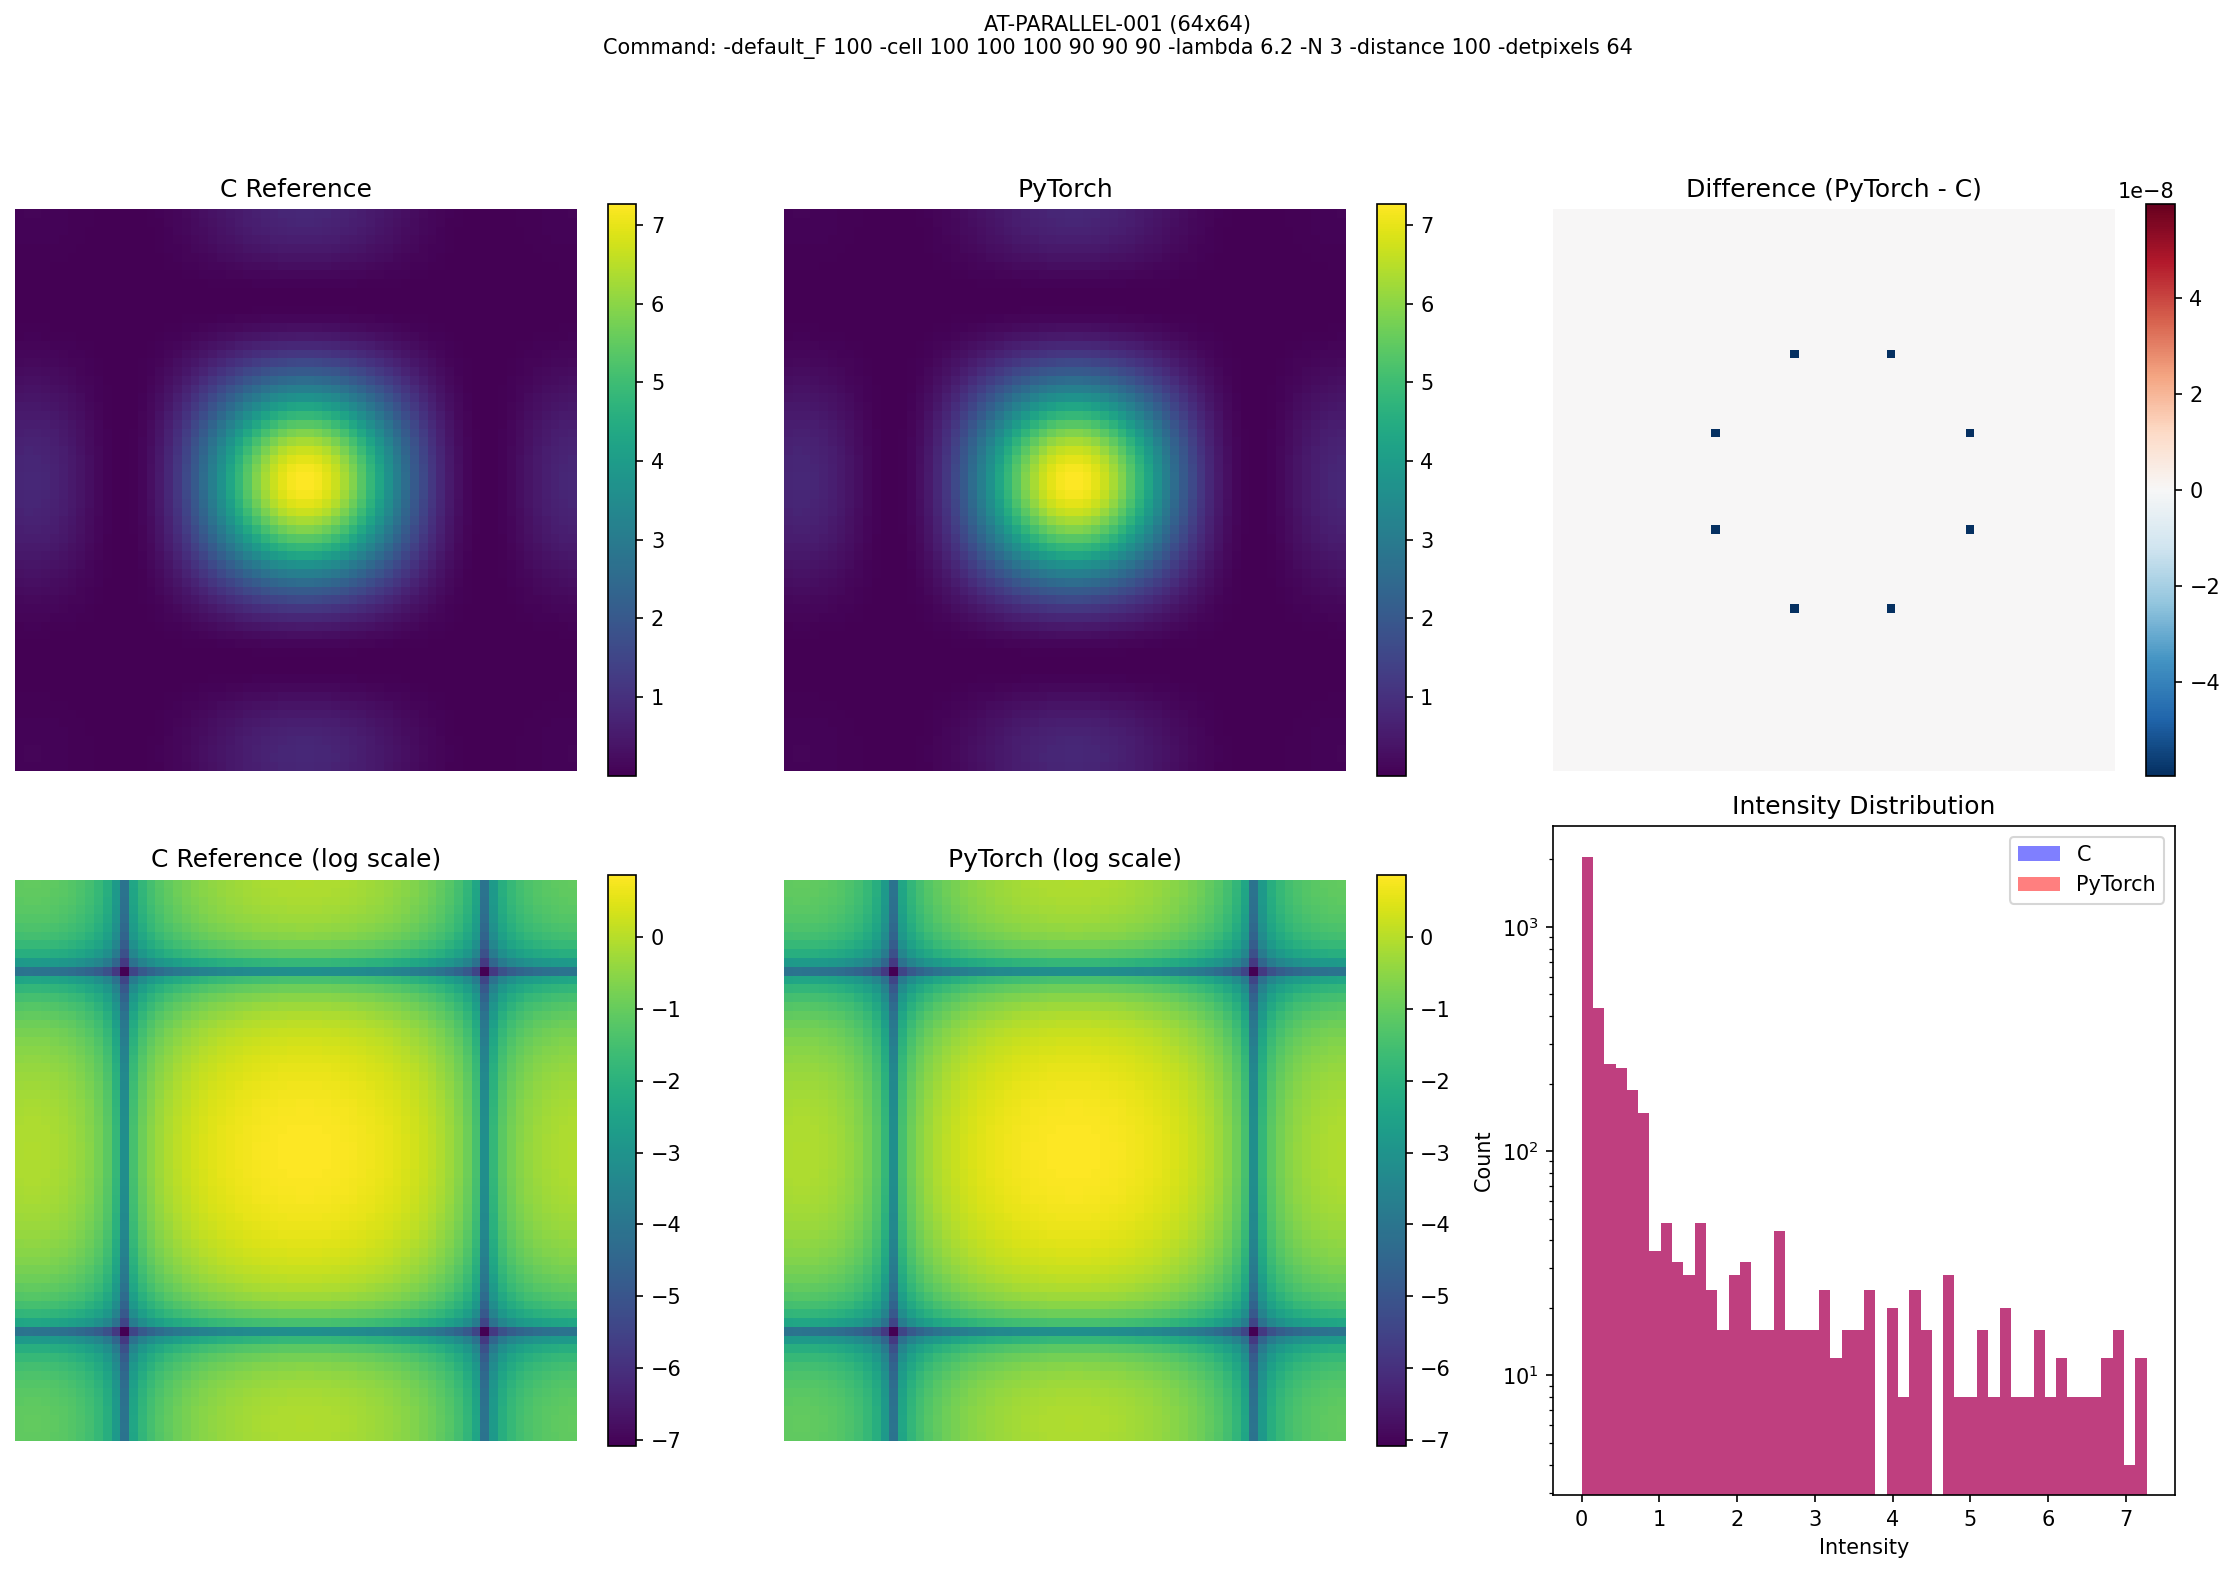 AT-PARALLEL-001 (64x64)
Command: -default_F 100 -cell 100 100 100 90 90 90 -lambda 6.2 -N 3 -distance 100 -detpixels 64
C Reference
7
6
5
4
3
2
1
PyTorch
7
6
5
4
3
2
1
Difference (PyTorch - C)
1e−8
4
2
0
−2
−4
C Reference (log scale)
0
−1
−2
−3
−4
−5
−6
−7
PyTorch (log scale)
0
−1
−2
−3
−4
−5
−6
−7
Intensity Distribution
C
PyTorch
Count
10³
10²
10¹
0 1 2 3 4 5 6 7
Intensity